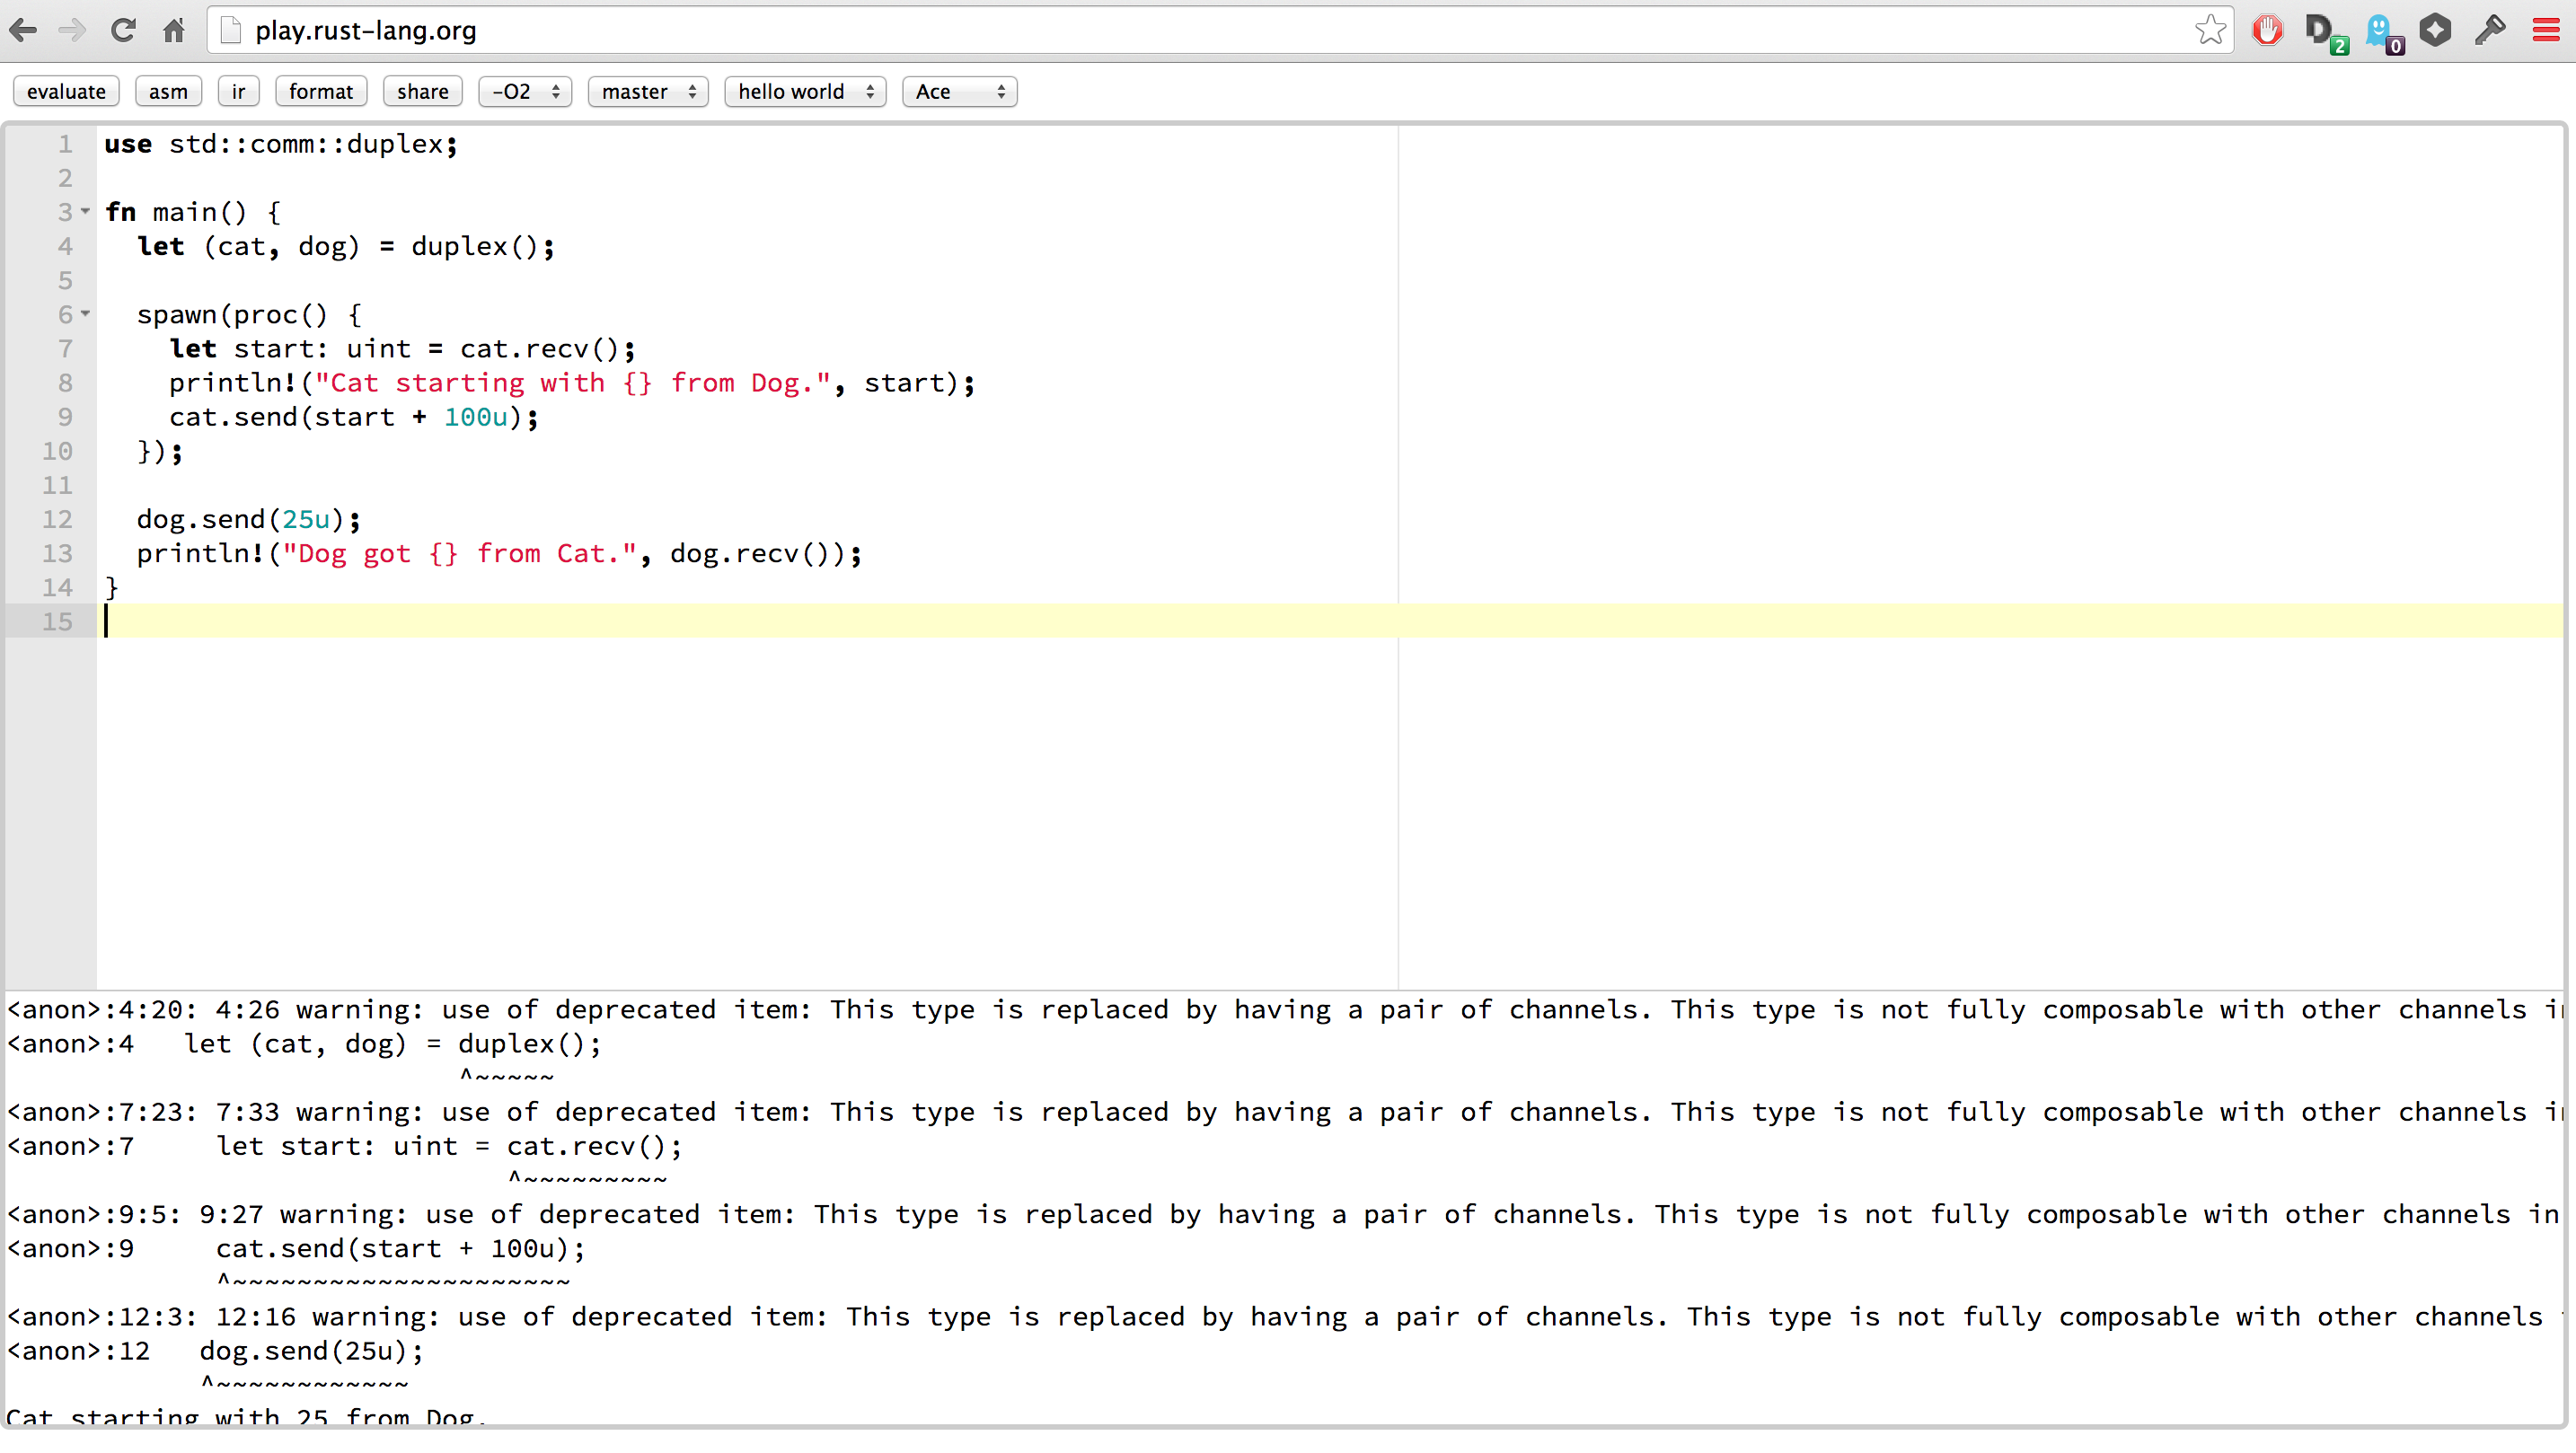 play.rust-lang.org
2
0
evaluate asm ir format share -O2 master hello world Ace
1 use std::comm::duplex;
2
3 fn main() {
4 let (cat, dog) = duplex();
5
6 spawn(proc() {
7 let start: uint = cat.recv();
8 println!("Cat starting with {} from Dog.", start);
9 cat.send(start + 100u);
10 });
11
12 dog.send(25u);
13 println!("Dog got {} from Cat.", dog.recv());
14 }
15
<anon>:4:20: 4:26 warning: use of deprecated item: This type is replaced by having a pair of channels. This type is not fully composable with other channels in
<anon>:4   let (cat, dog) = duplex();
^~~~~~
<anon>:7:23: 7:33 warning: use of deprecated item: This type is replaced by having a pair of channels. This type is not fully composable with other channels in
<anon>:7     let start: uint = cat.recv();
^~~~~~~~~~
<anon>:9:5: 9:27 warning: use of deprecated item: This type is replaced by having a pair of channels. This type is not fully composable with other channels in
<anon>:9     cat.send(start + 100u);
^~~~~~~~~~~~~~~~~~~~~~
<anon>:12:3: 12:16 warning: use of deprecated item: This type is replaced by having a pair of channels. This type is not fully composable with other channels
<anon>:12   dog.send(25u);
^~~~~~~~~~~~~
Cat starting with 25 from Dog.